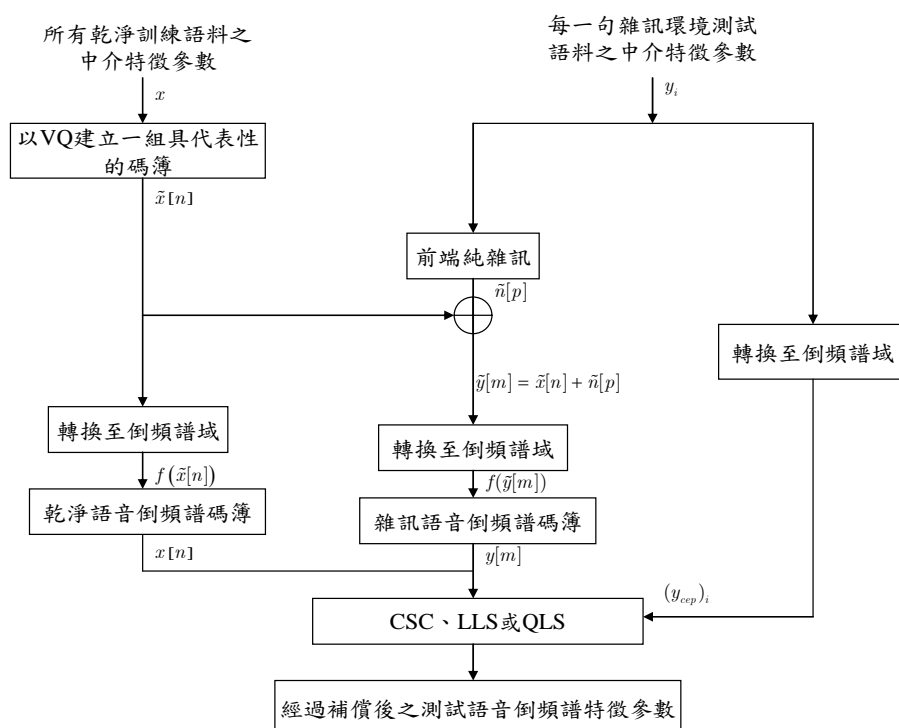 所有乾淨訓練語料之
中介特徵參數
x
以VQ建立一組具代表性
的碼簿
x̃[n]
每一句雜訊環境測試
語料之中介特徵參數
y_i
前端純雜訊
ñ[p]
轉換至倒頻譜域
ỹ[m] = x̃[n] + ñ[p]
轉換至倒頻譜域
f(x̃[n])
乾淨語音倒頻譜碼簿
x[n]
轉換至倒頻譜域
f(ỹ[m])
雜訊語音倒頻譜碼簿
y[m]
(y_cep)_i
CSC、LLS或QLS
經過補償後之測試語音倒頻譜特徵參數